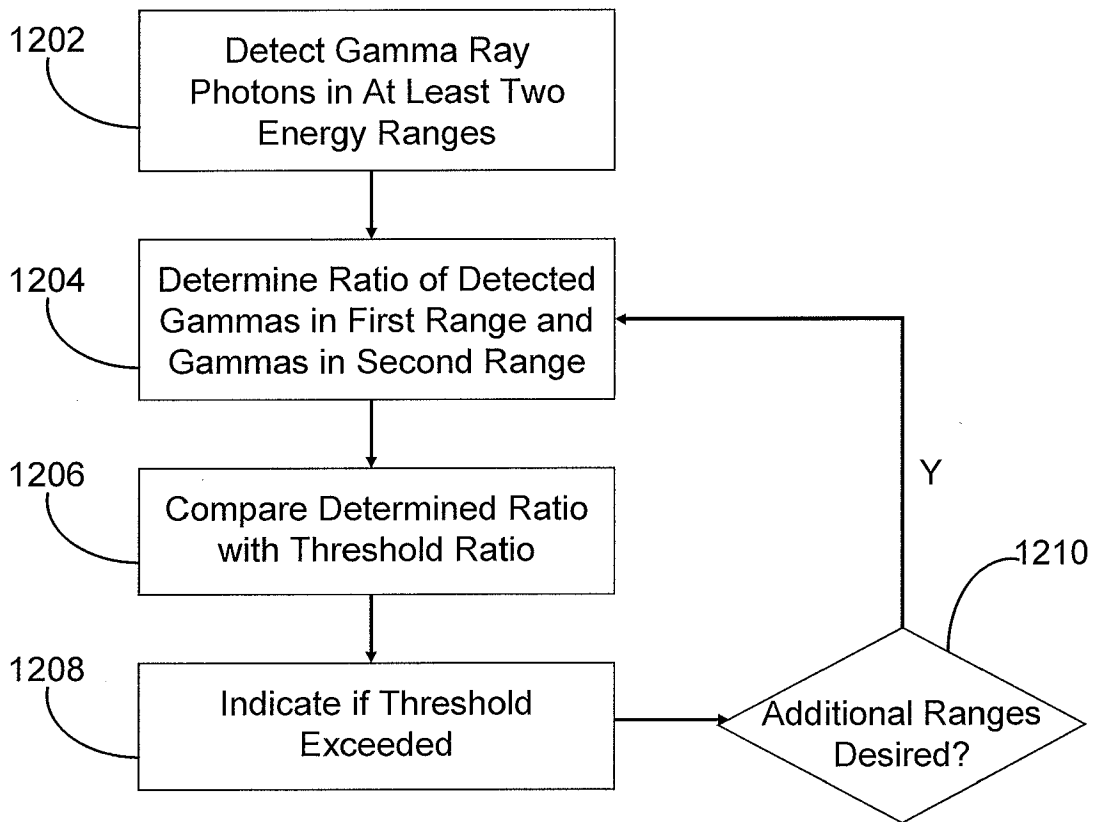 1202
Detect Gamma Ray
Photons in At Least Two
Energy Ranges
1204
Determine Ratio of Detected
Gammas in First Range and
Gammas in Second Range
1206
Compare Determined Ratio
with Threshold Ratio
Y
1208
Indicate if Threshold
Exceeded
1210
Additional Ranges
Desired?